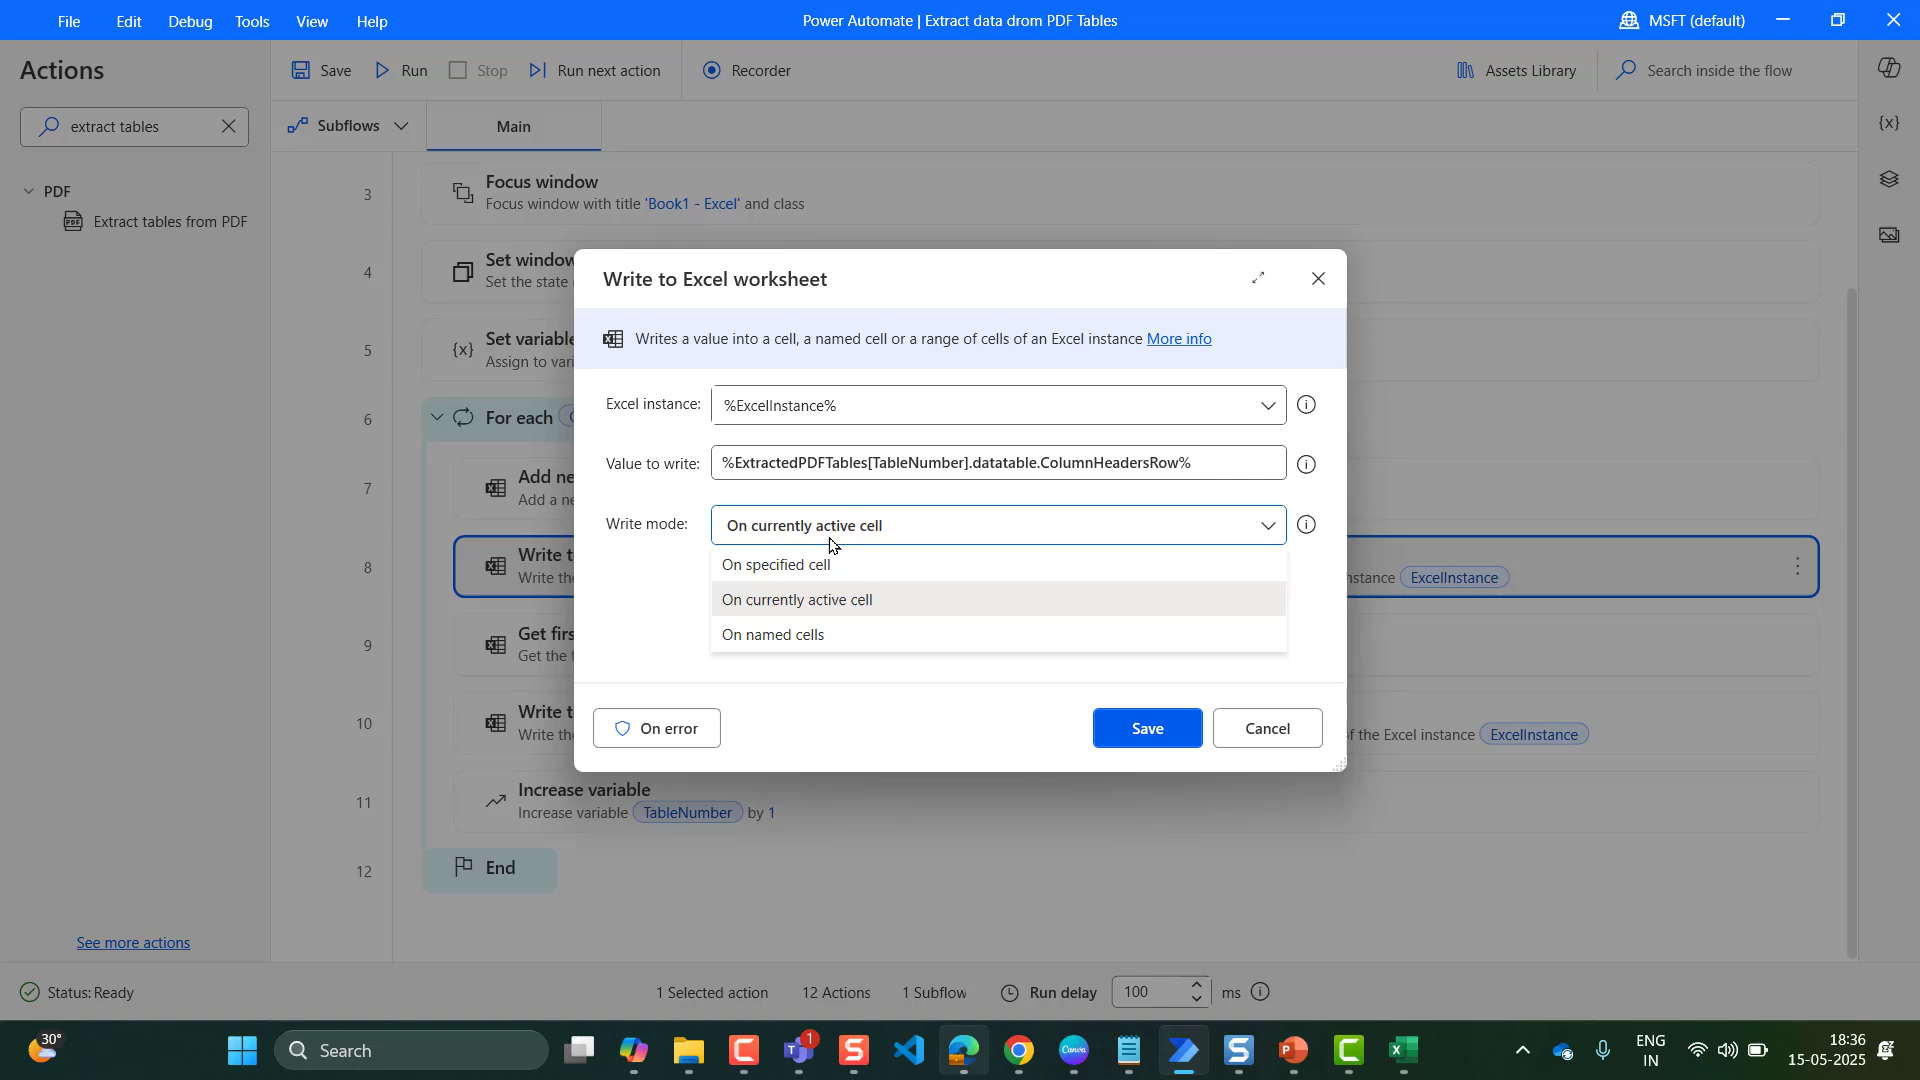 File Edit Debug Tools View Help
Power Automate | Extract data drom PDF Tables
MSFT (default)
Actions
Save Run Stop Run next action Recorder
Assets Library
Search inside the flow
extract tables
Subflows
Main
{x}
PDF
Extract tables from PDF
3
Focus window
Focus window with title 'Book1 - Excel' and class
4
Set window
Set the state
5
{x} Set variable
Assign to vari
6
For each
7
Add ne
Add a ne
8
Write t
Write the
nstance ExcelInstance
9
Get firs
Get the f
10
Write t
Write the
f the Excel instance ExcelInstance
11
Increase variable
Increase variable TableNumber by 1
12
End
Write to Excel worksheet
Writes a value into a cell, a named cell or a range of cells of an Excel instance More info
Excel instance: %ExcelInstance%
Value to write: %ExtractedPDFTables[TableNumber].datatable.ColumnHeadersRow%
Write mode: On currently active cell
On specified cell
On currently active cell
On named cells
On error
Save
Cancel
See more actions
Status: Ready
1 Selected action
12 Actions
1 Subflow
Run delay
100
ms
30°
Search
1
Canva
ENG
IN
18:36
15-05-2025